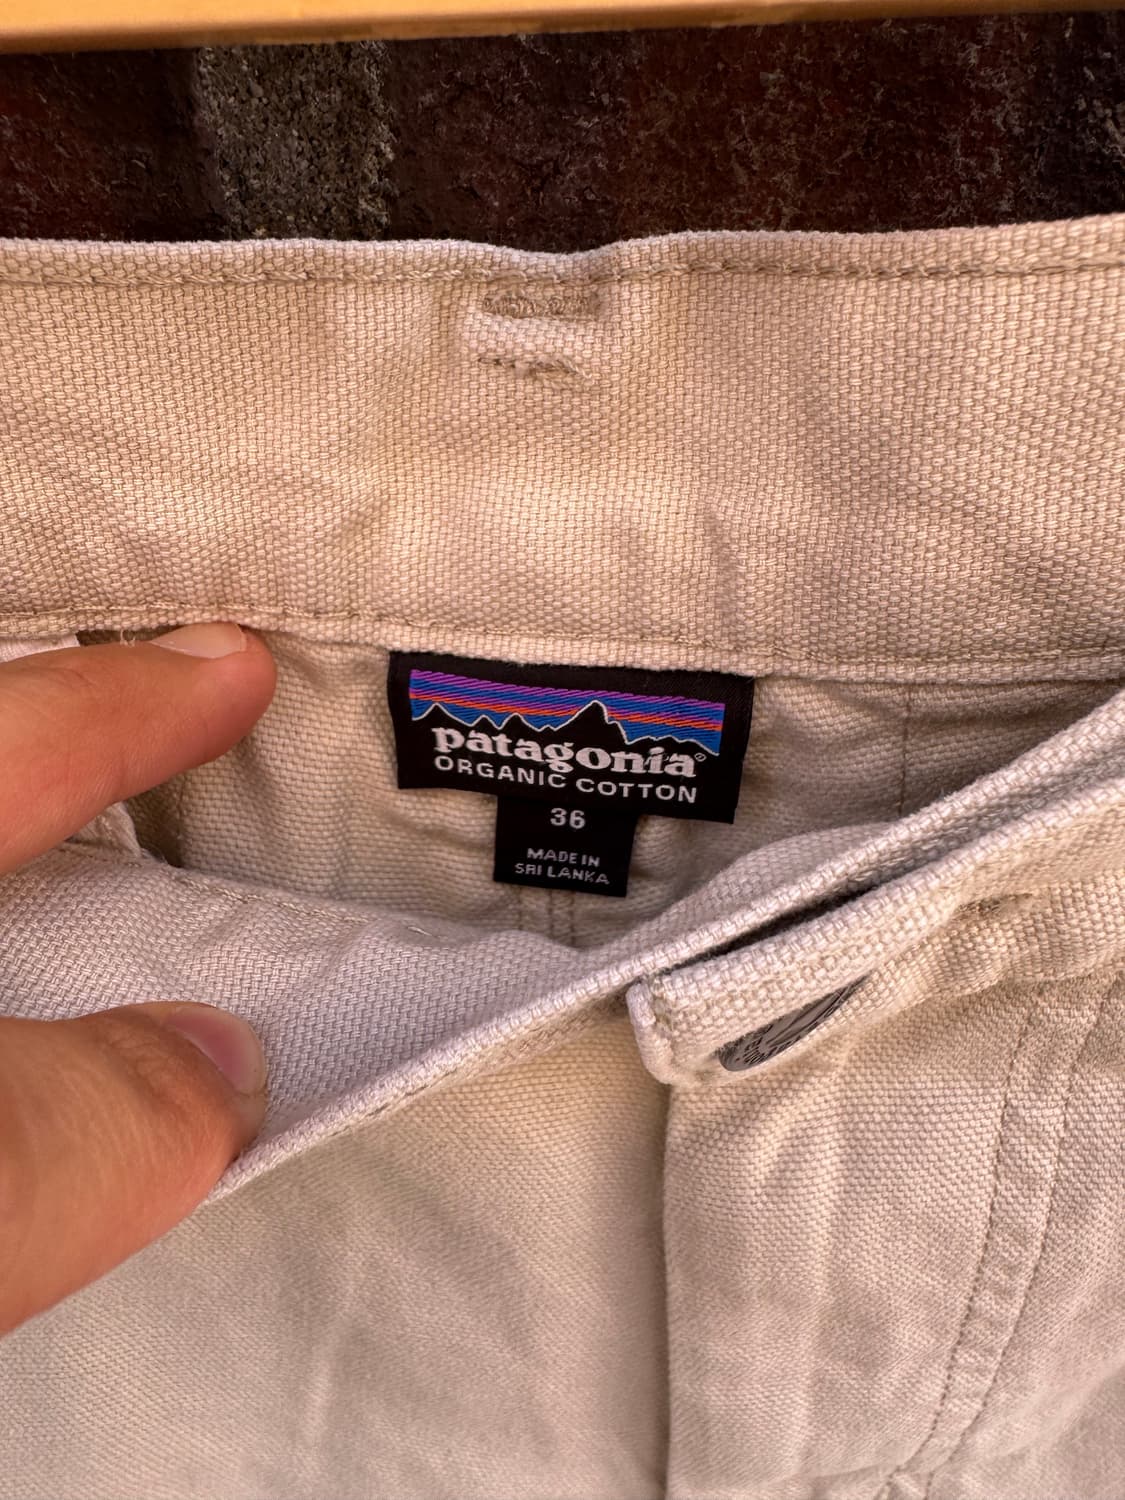 patagonia®
ORGANIC COTTON
36
MADE IN
SRI LANKA